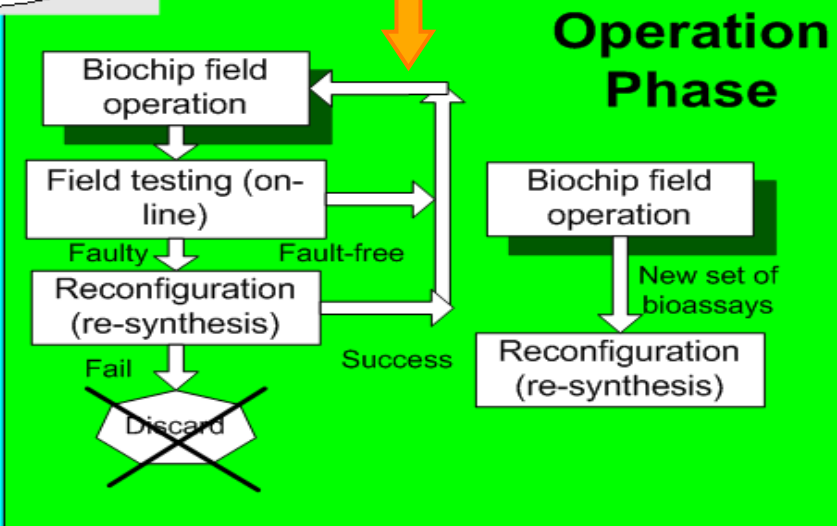 Operation
Phase
Biochip field
operation
Field testing (on-
line)
Faulty
Fault-free
Reconfiguration
(re-synthesis)
Fail
Success
Discard
Biochip field
operation
New set of
bioassays
Reconfiguration
(re-synthesis)